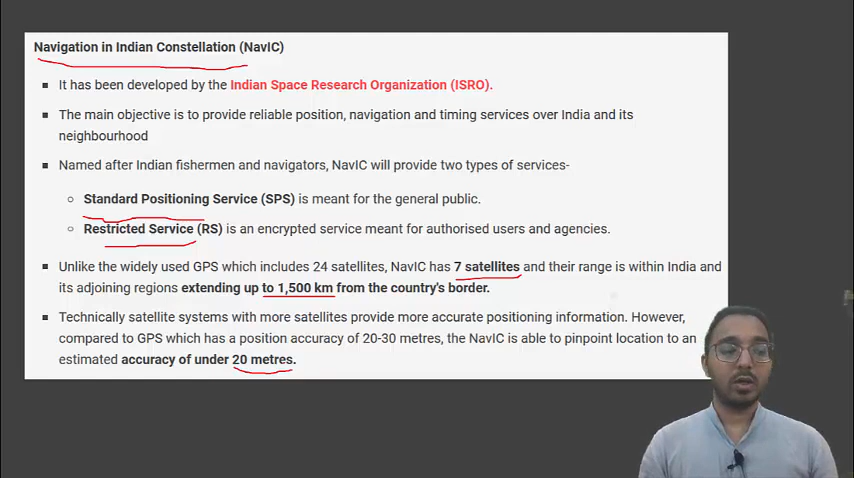 Navigation in Indian Constellation (NavIC)
It has been developed by the Indian Space Research Organization (ISRO).
The main objective is to provide reliable position, navigation and timing services over India and its
neighbourhood
Named after Indian fishermen and navigators, NavIC will provide two types of services-
Standard Positioning Service (SPS) is meant for the general public.
Restricted Service (RS) is an encrypted service meant for authorised users and agencies.
Unlike the widely used GPS which includes 24 satellites, NavIC has 7 satellites and their range is within India and
its adjoining regions extending up to 1,500 km from the country's border.
Technically satellite systems with more satellites provide more accurate positioning information. However,
compared to GPS which has a position accuracy of 20-30 metres, the NavIC is able to pinpoint location to an
estimated accuracy of under 20 metres.